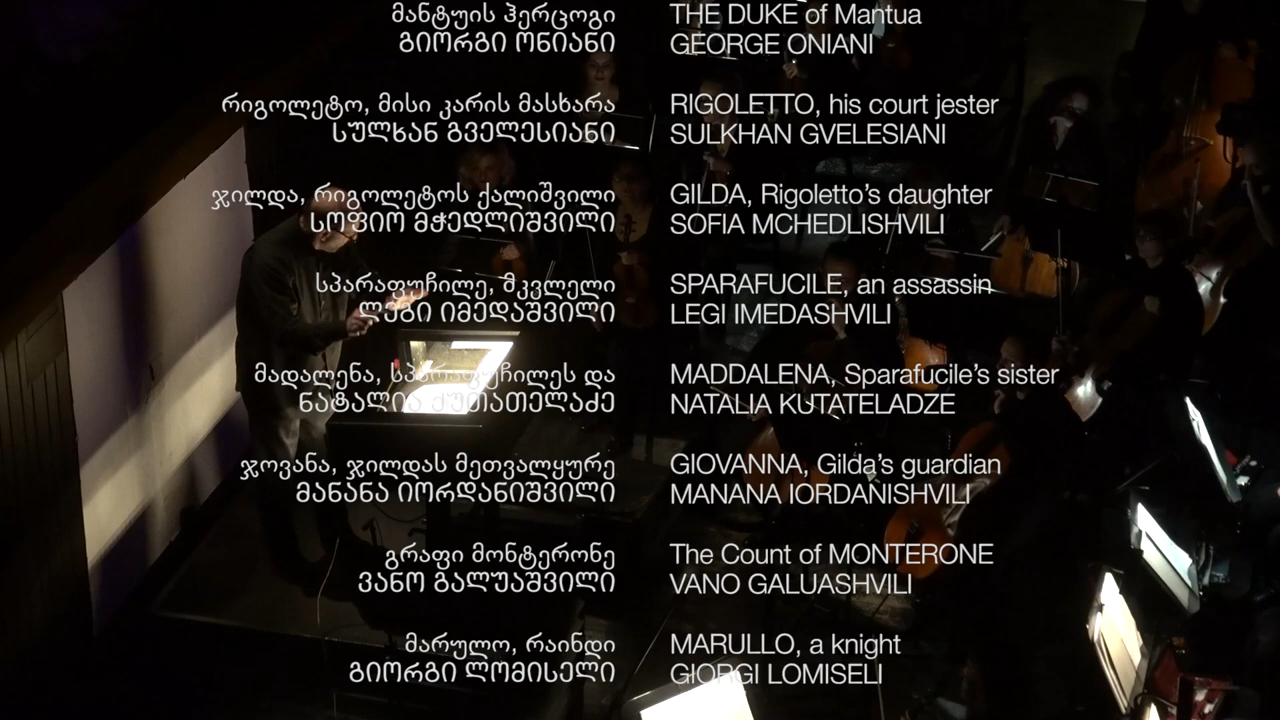 მანტუის ჰერცოგი THE DUKE of Mantua
გიორგი ონიანი GEORGE ONIANI
რიგოლეტო, მისი კარის მასხარა RIGOLETTO, his court jester
სულხან გველესიანი SULKHAN GVELESIANI
ჯილდა, რიგოლეტოს ქალიშვილი GILDA, Rigoletto’s daughter
სოფიო მჭედლიშვილი SOFIA MCHEDLISHVILI
სპარაფუჩილე, მკვლელი SPARAFUCILE, an assassin
ლეგი იმედაშვილი LEGI IMEDASHVILI
მადალენა, სპარაფუჩილეს და MADDALENA, Sparafucile’s sister
ნატალია ქუთათელაძე NATALIA KUTATELADZE
ჯოვანა, ჯილდას მეთვალყურე GIOVANNA, Gilda’s guardian
მანანა იორდანიშვილი MANANA IORDANISHVILI
გრაფი მონტერონე The Count of MONTERONE
ვანო გალუაშვილი VANO GALUASHVILI
მარულო, რაინდი MARULLO, a knight
გიორგი ლომისელი GIORGI LOMISELI